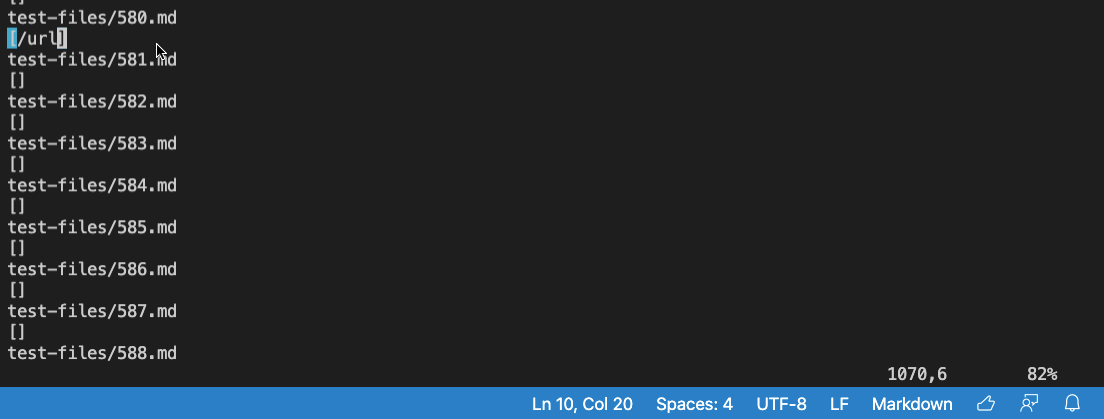 []
test-files/580.md
[/url]
test-files/581.md
[]
test-files/582.md
[]
test-files/583.md
[]
test-files/584.md
[]
test-files/585.md
[]
test-files/586.md
[]
test-files/587.md
[]
test-files/588.md
1070,6 82%
Ln 10, Col 20 Spaces: 4 UTF-8 LF Markdown